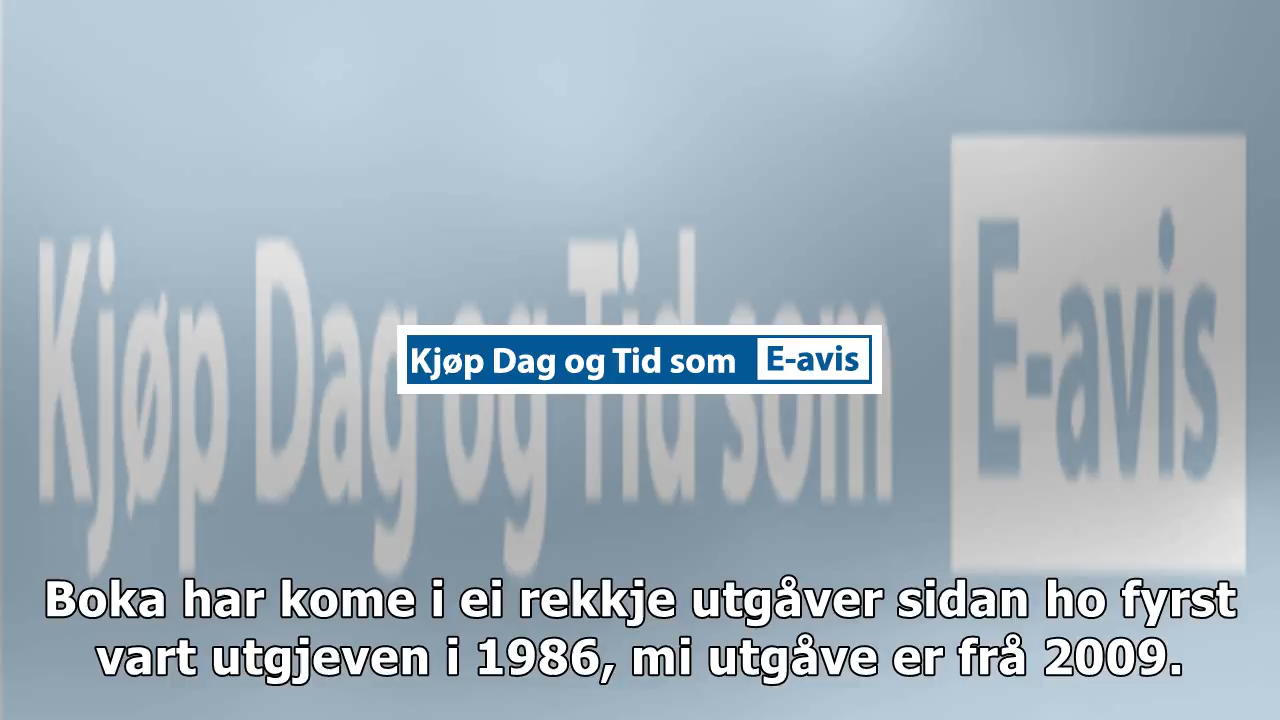 Kjøp Dag og Tid som E-avis
Kjøp Dag og Tid som E-avis
Boka har kome i ei rekkje utgåver sidan ho fyrst
vart utgjeven i 1986, mi utgåve er frå 2009.